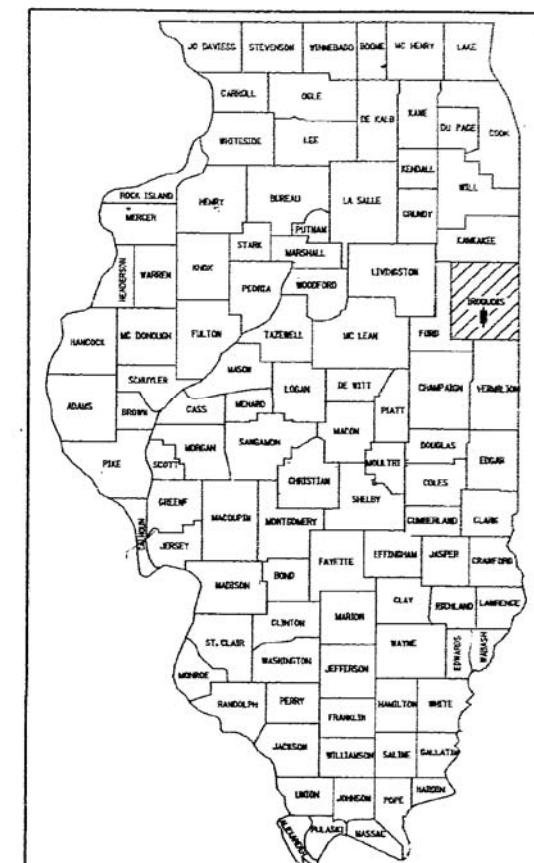 JO DAVIESS STEVENSON WINNEBAGO BOONE MC HENRY LAKE
CARROLL OGLE KANE
DE KALB DU PAGE COOK
WHITESIDE LEE
KENDALL WILL
ROCK ISLAND HENRY BUREAU LA SALLE GRUNDY
MERCER PUTNAM
STARK MARSHALL KANKAKEE
HENDERSON WARREN KNOX PEORIA WOODFORD LIVINGSTON
IROQUOIS
HANCOCK MC DONOUGH FULTON TAZEWELL MC LEAN FORD
MASON
SCHUYLER LOGAN DE WITT CHAMPAIGN VERMILION
ADAMS BROWN CASS MENARD PIATT
MACON
MORGAN SANGAMON DOUGLAS
PIKE SCOTT CHRISTIAN MOULTRI EDGAR
COLES
GREENE MACOUPIN SHELBY
MONTGOMERY CUMBERLAND CLARK
CALHOUN JERSEY
FAYETTE EFFINGHAM JASPER CRAWFORD
MADISON BOND
CLAY RICHLAND LAWRENCE
CLINTON MARION
ST. CLAIR WAYNE EDWARDS WABASH
WASHINGTON JEFFERSON
MONROE
RANDOLPH PERRY HAMILTON WHITE
FRANKLIN
JACKSON WILLIAMSON SALINE GALLATIN
UNION JOHNSON POPE HARDIN
ALEXANDER PULASKI MASSAC